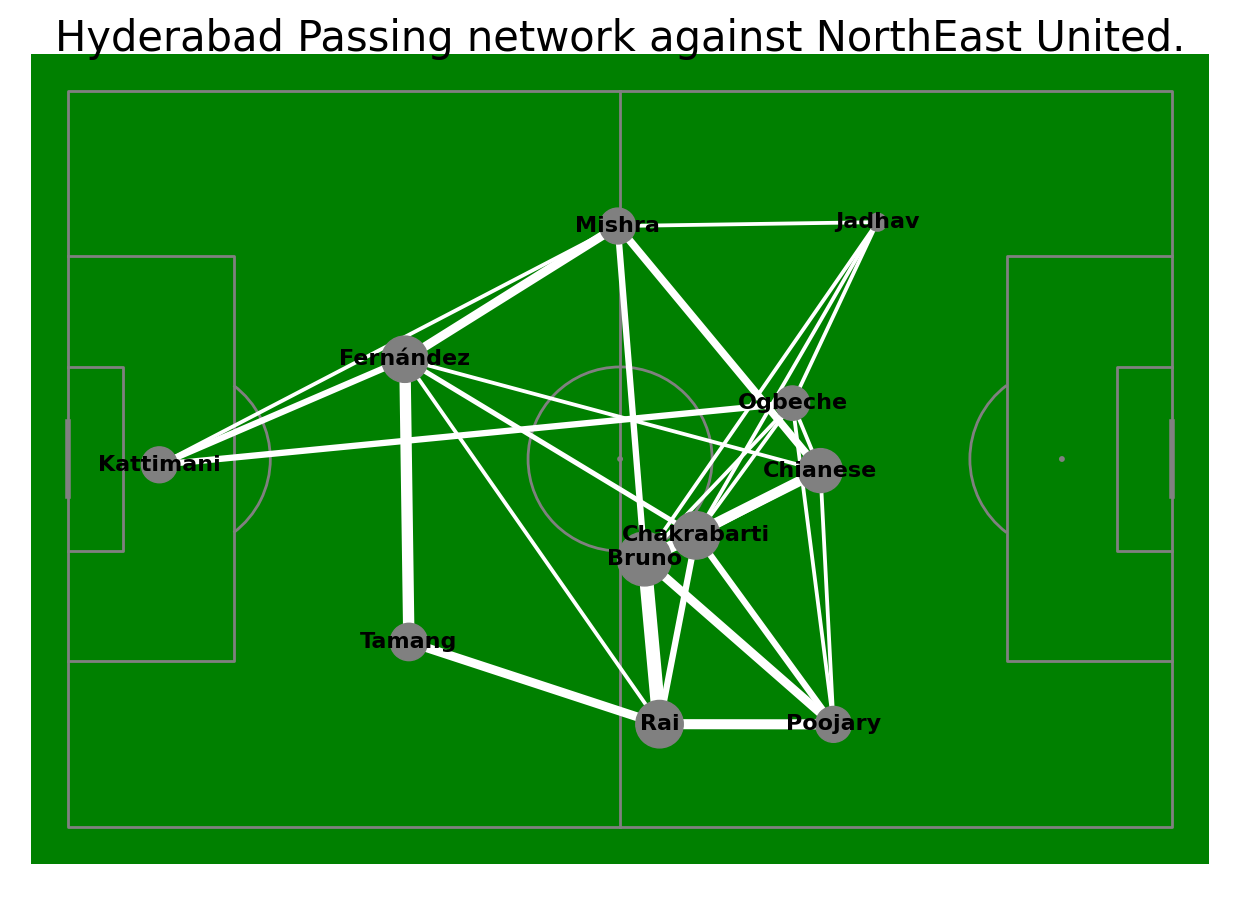 Hyderabad Passing network against NorthEast United.
Mishra
Jadhav
Fernández
Ogbeche
Kattimani
Chianese
Chakrabarti
Bruno
Tamang
Rai
Poojary